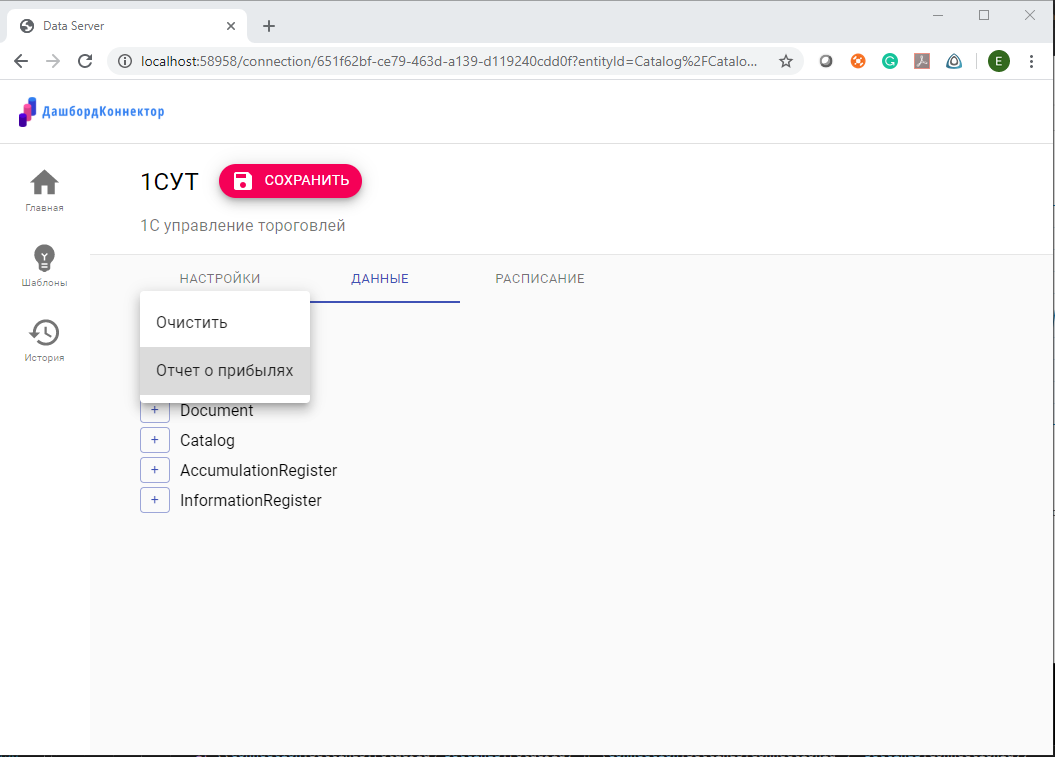 Data Server
localhost:58958/connection/651f62bf-ce79-463d-a139-d119240cdd0f?entityId=Catalog%2FCatalo...
E
ДашбордКоннектор
1СУТ
СОХРАНИТЬ
1С управление тороговлей
Главная
Шаблоны
История
НАСТРОЙКИ
ДАННЫЕ
РАСПИСАНИЕ
Очистить
Отчет о прибылях
+ Document
+ Catalog
+ AccumulationRegister
+ InformationRegister